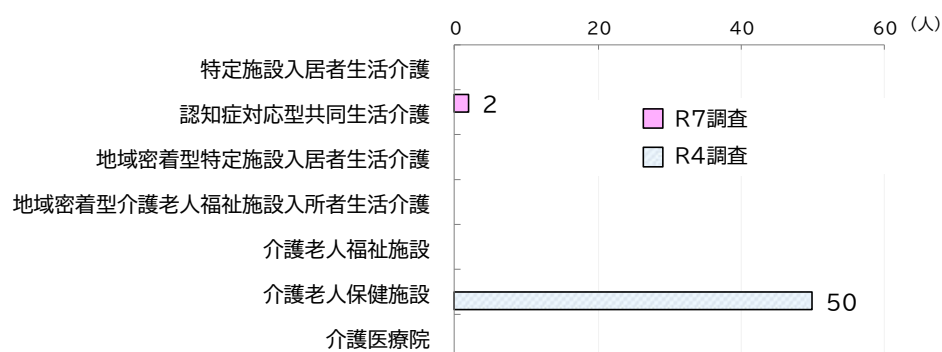 0 20 40 60 (人)
特定施設入居者生活介護
認知症対応型共同生活介護 2
R7調査
地域密着型特定施設入居者生活介護 R4調査
地域密着型介護老人福祉施設入所者生活介護
介護老人福祉施設
介護老人保健施設 50
介護医療院